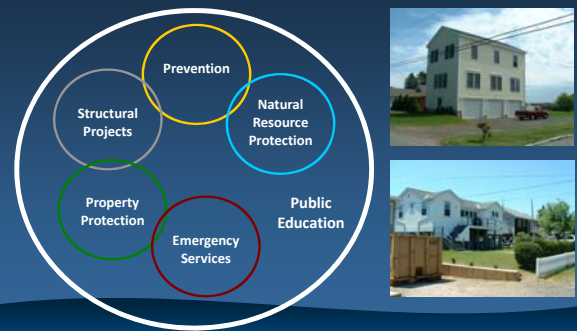 Prevention
Structural
Projects
Natural
Resource
Protection
Property
Protection
Public
Education
Emergency
Services